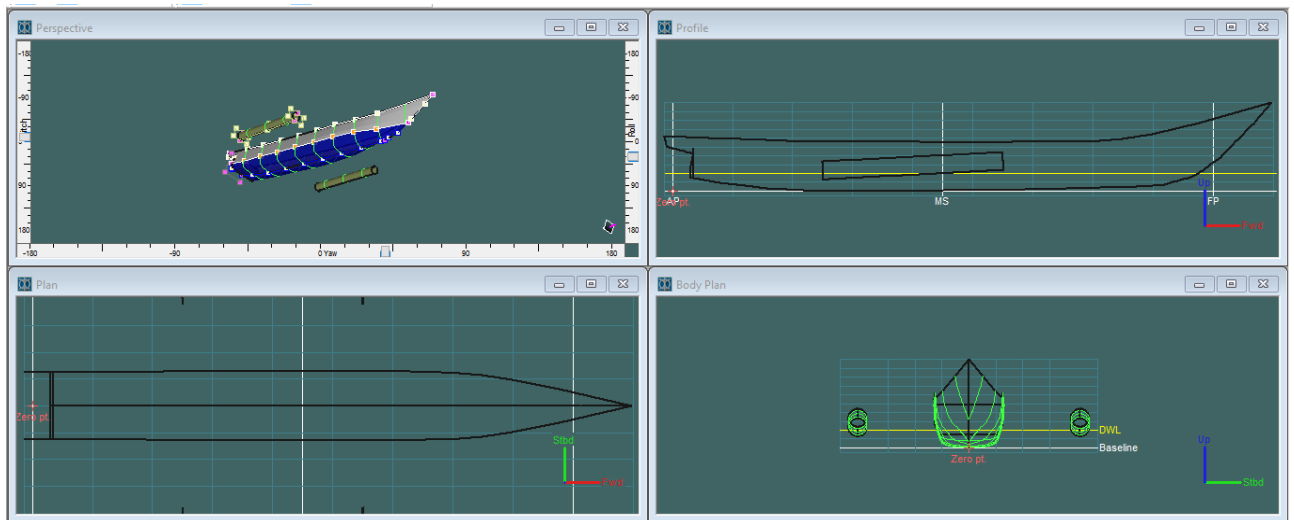 Perspective
-180
-90
0
90
180
Roll
-180
-90
0 Yaw
90
180
Profile
Zero pt.
AP
MS
FP
Up
Fwd
Plan
Zero pt.
Stbd
Fwd
Body Plan
DWL
Baseline
Zero pt.
Up
Stbd